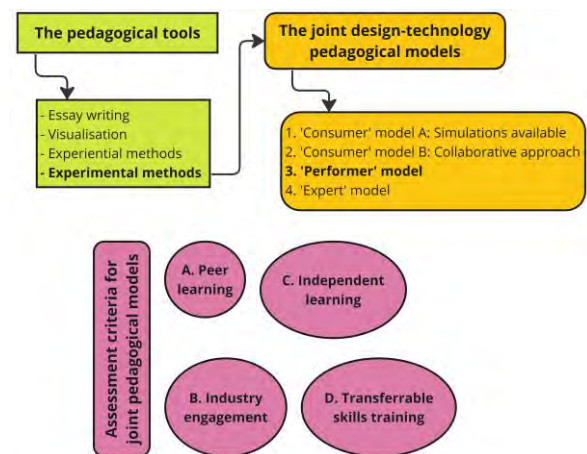 The pedagogical tools
- Essay writing
- Visualisation
- Experiential methods
- Experimental methods
The joint design-technology
pedagogical models
1. 'Consumer' model A: Simulations available
2. 'Consumer' model B: Collaborative approach
3. 'Performer' model
4. 'Expert' model
Assessment criteria for
joint pedagogical models
A. Peer
learning
C. Independent
learning
B. Industry
engagement
D. Transferrable
skills training